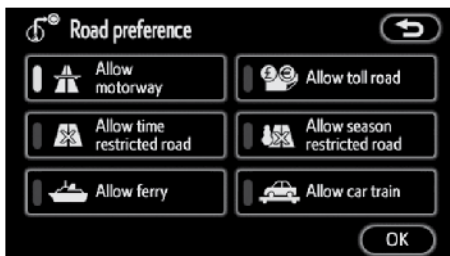 Road preference
Allow
motorway
Allow toll road
Allow time
restricted road
Allow season
restricted road
Allow ferry
Allow car train
OK